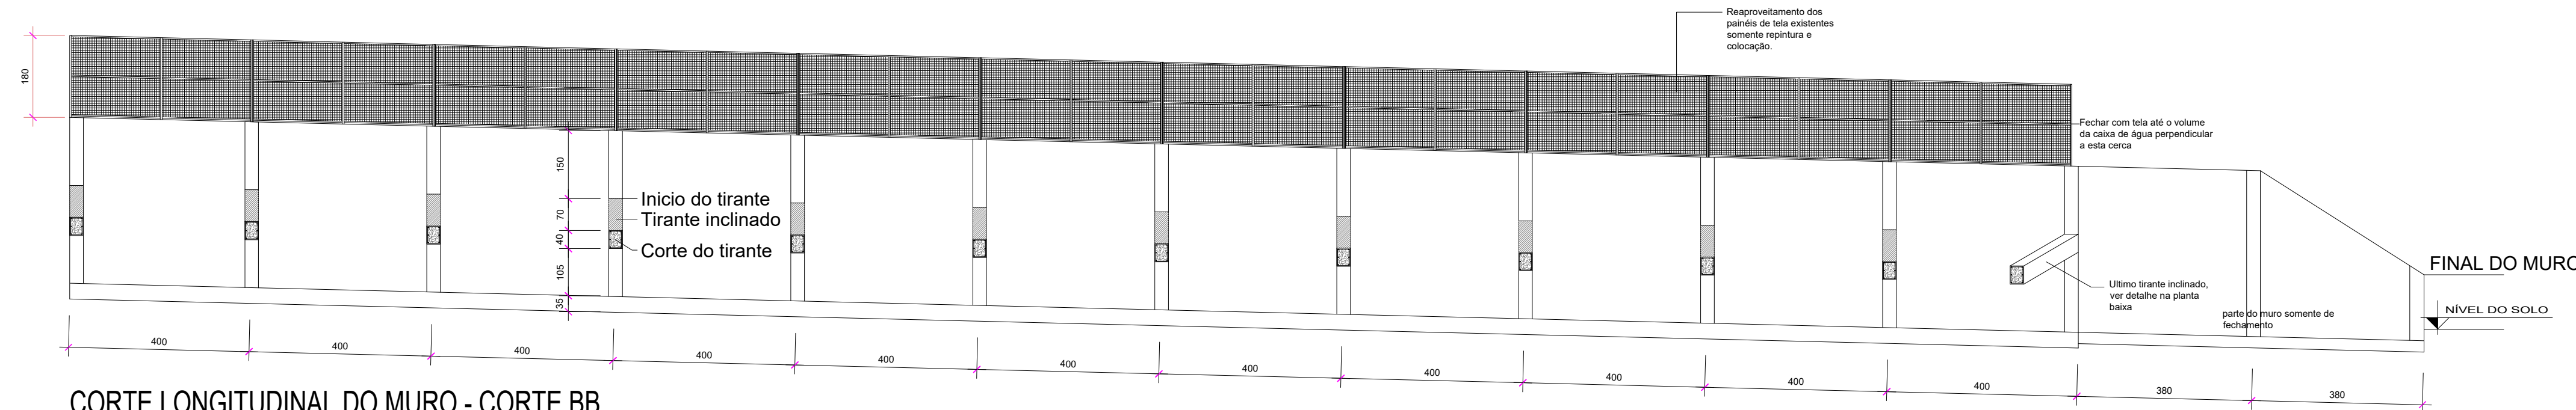 Reaproveitamento dos
painéis de tela existentes
somente repintura e
colocação.
180
Fechar com tela até o volume
da caixa de água perpendicular
a esta cerca
150
70
40
105
35
Inicio do tirante
Tirante inclinado
Corte do tirante
FINAL DO MURO
Ultimo tirante inclinado,
ver detalhe na planta
baixa
parte do muro somente de
fechamento
NÍVEL DO SOLO
400
400
400
400
400
400
400
400
400
400
400
380
380
CORTE LONGITUDINAL DO MURO - CORTE BB